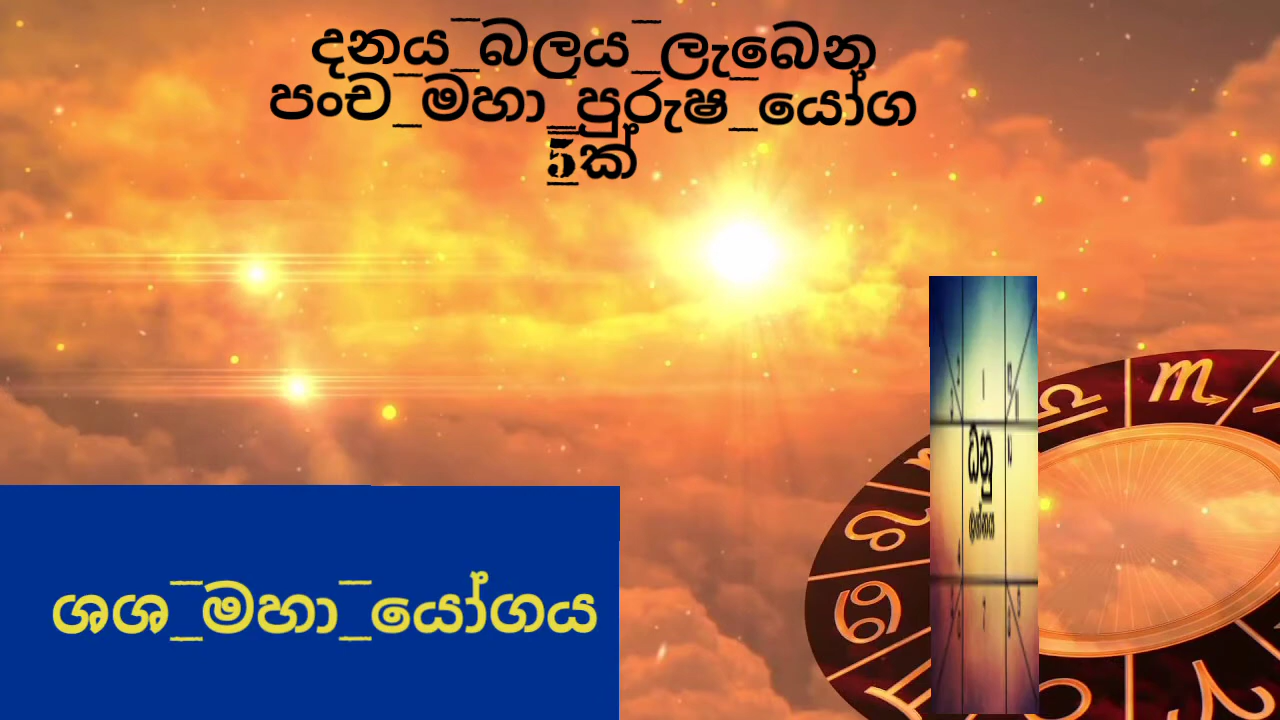 දනය_බලය_ලැබෙන
පංච_මහා_පුරුෂ_යෝග
5ක්
ධනු
ශශ_මහා_යෝගය